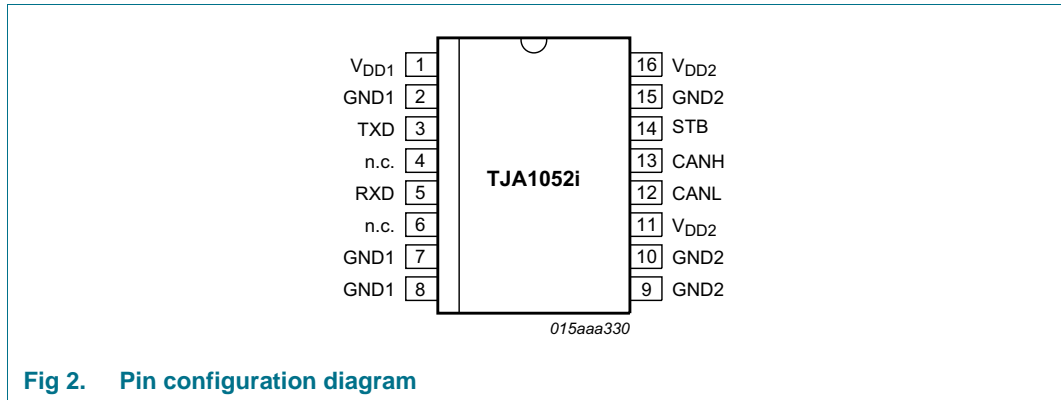 VDD1 1 16 VDD2
GND1 2 15 GND2
TXD 3 14 STB
n.c. 4 13 CANH
TJA1052i
RXD 5 12 CANL
n.c. 6 11 VDD2
GND1 7 10 GND2
GND1 8 9 GND2
015aaa330
Fig 2. Pin configuration diagram